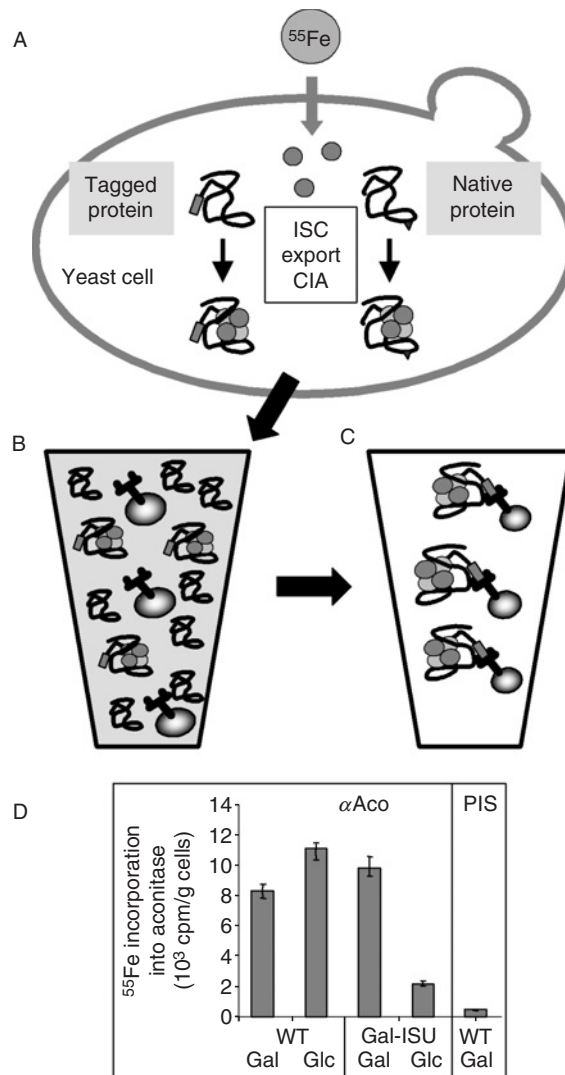 A
⁵⁵Fe
Tagged
protein
Native
protein
ISC
export
CIA
Yeast cell
B
C
D
⁵⁵Fe incorporation
into aconitase
(10³ cpm/g cells)
14
12
10
8
6
4
2
0
αAco
PIS
WT
Gal-ISU
WT
Gal
Glc
Gal
Glc
Gal